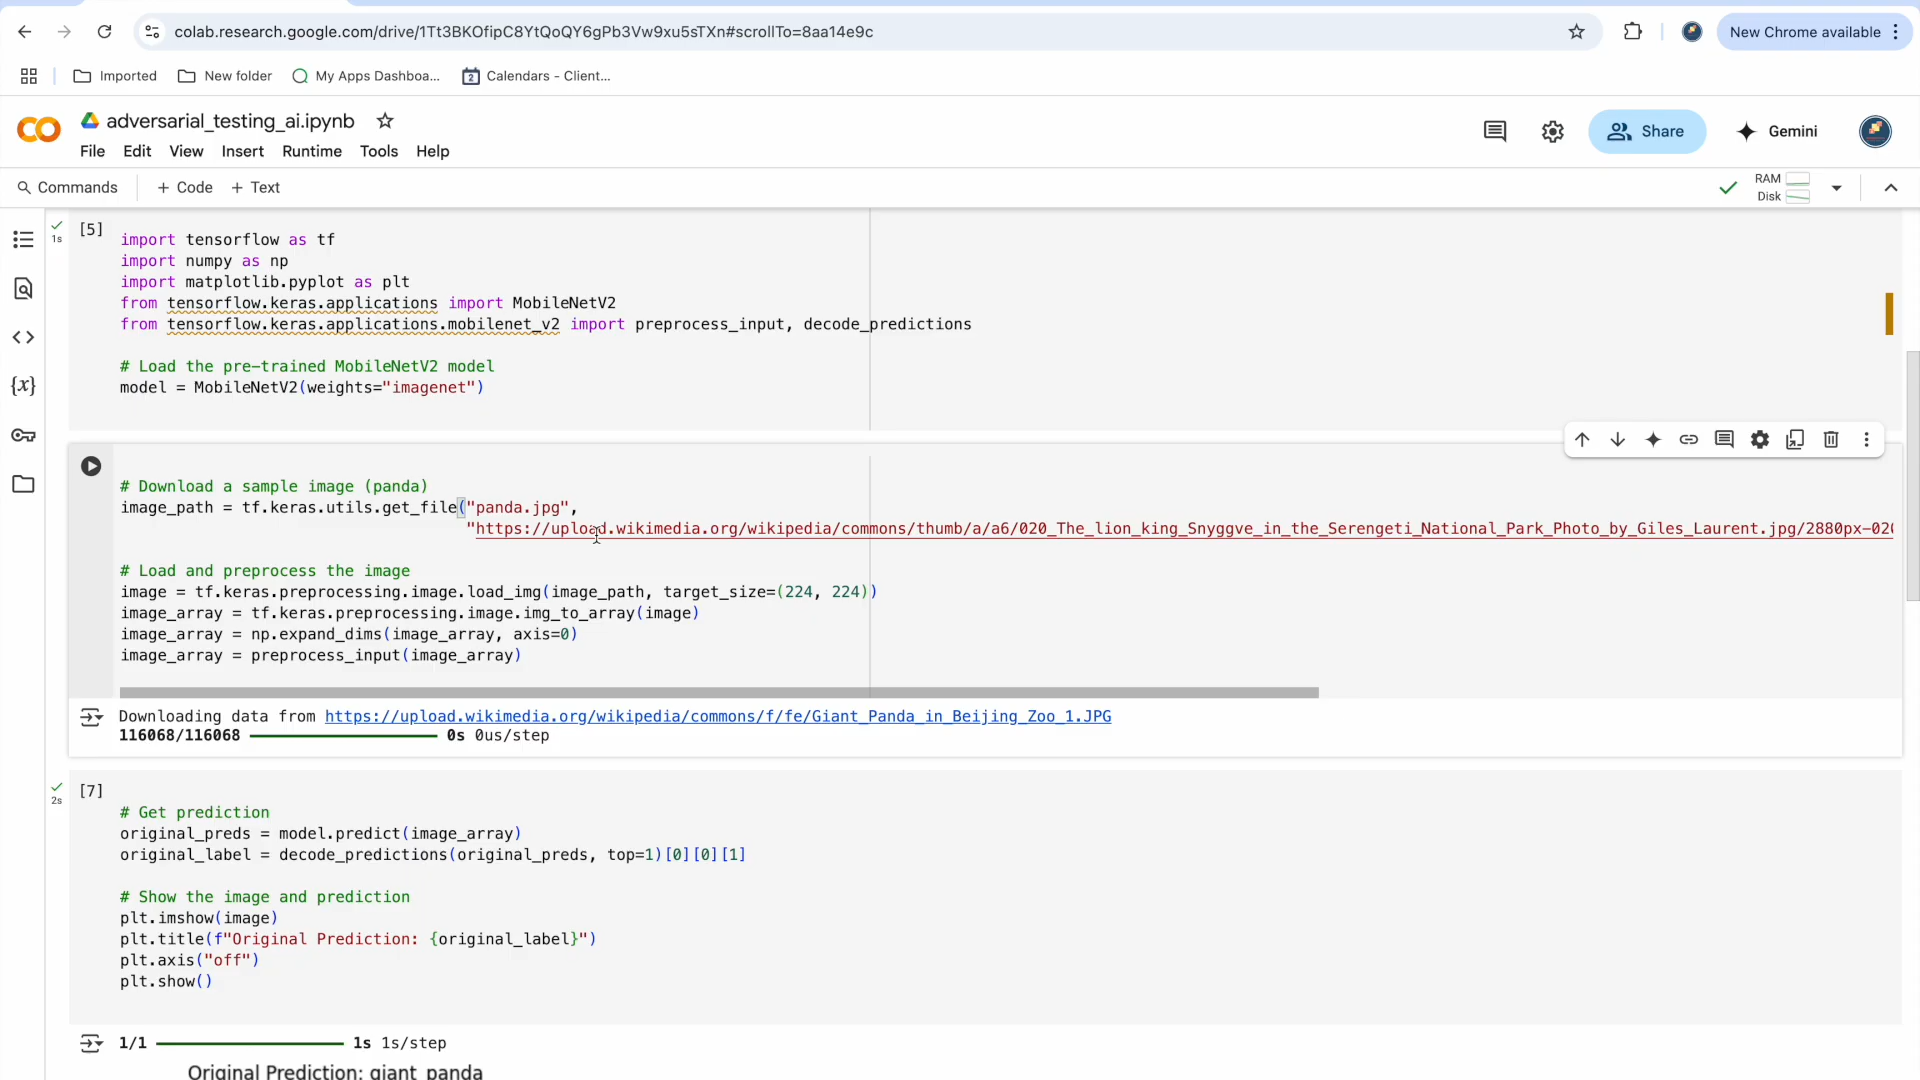 colab.research.google.com/drive/1Tt3BKOfipC8YtQoQY6gPb3Vw9xu5sTXn#scrollTo=8aa14e9c
New Chrome available
Imported
New folder
My Apps Dashboa...
2
Calendars - Client...
adversarial_testing_ai.ipynb
Share
Gemini
File Edit View Insert Runtime Tools Help
Commands
+ Code + Text
RAM
Disk
1s
[5]
import tensorflow as tf
import numpy as np
import matplotlib.pyplot as plt
from tensorflow.keras.applications import MobileNetV2
from tensorflow.keras.applications.mobilenet_v2 import preprocess_input, decode_predictions
# Load the pre-trained MobileNetV2 model
model = MobileNetV2(weights="imagenet")
# Download a sample image (panda)
image_path = tf.keras.utils.get_file("panda.jpg",
"https://upload.wikimedia.org/wikipedia/commons/thumb/a/a6/020_The_lion_king_Snyggve_in_the_Serengeti_National_Park_Photo_by_Giles_Laurent.jpg/2880px-020
# Load and preprocess the image
image = tf.keras.preprocessing.image.load_img(image_path, target_size=(224, 224))
image_array = tf.keras.preprocessing.image.img_to_array(image)
image_array = np.expand_dims(image_array, axis=0)
image_array = preprocess_input(image_array)
Downloading data from https://upload.wikimedia.org/wikipedia/commons/f/fe/Giant_Panda_in_Beijing_Zoo_1.JPG
116068/116068 0s 0us/step
2s
[7]
# Get prediction
original_preds = model.predict(image_array)
original_label = decode_predictions(original_preds, top=1)[0][0][1]
# Show the image and prediction
plt.imshow(image)
plt.title(f"Original Prediction: {original_label}")
plt.axis("off")
plt.show()
1/1 1s 1s/step
Original Prediction: giant_panda